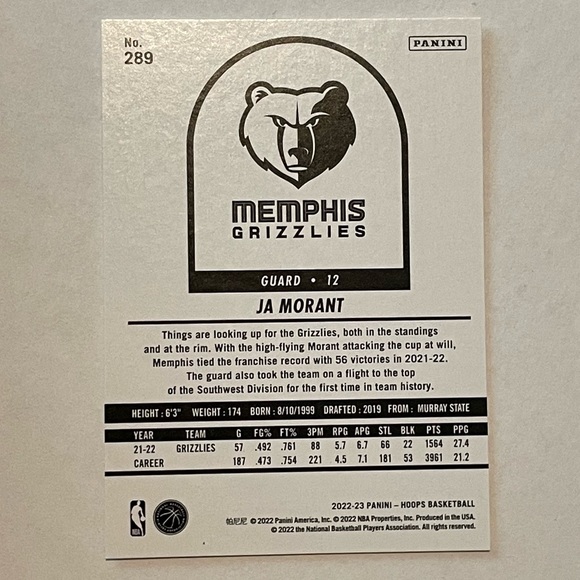 No.
289
PANINI
MEMPHIS
GRIZZLIES
GUARD • 12
JA MORANT
Things are looking up for the Grizzlies, both in the standings
and at the rim. With the high-flying Morant attacking the cup at will,
Memphis tied the franchise record with 56 victories in 2021-22.
The guard also took the team on a flight to the top
of the Southwest Division for the first time in team history.
HEIGHT : 6'3" WEIGHT : 174 BORN : 8/10/1999 DRAFTED : 2019 FROM : MURRAY STATE
YEAR TEAM G FG% FT% 3PM RPG APG STL BLK PTS PPG
21-22 GRIZZLIES 57 .492 .761 88 5.7 6.7 66 22 1564 27.4
CAREER 187 .473 .754 221 4.5 7.1 181 53 3961 21.2
2022-23 PANINI – HOOPS BASKETBALL
NBA
帕尼尼 © 2022 Panini America, Inc. © 2022 NBA Properties, Inc. Produced in the USA.
© 2022 the National Basketball Players Association. All rights reserved.